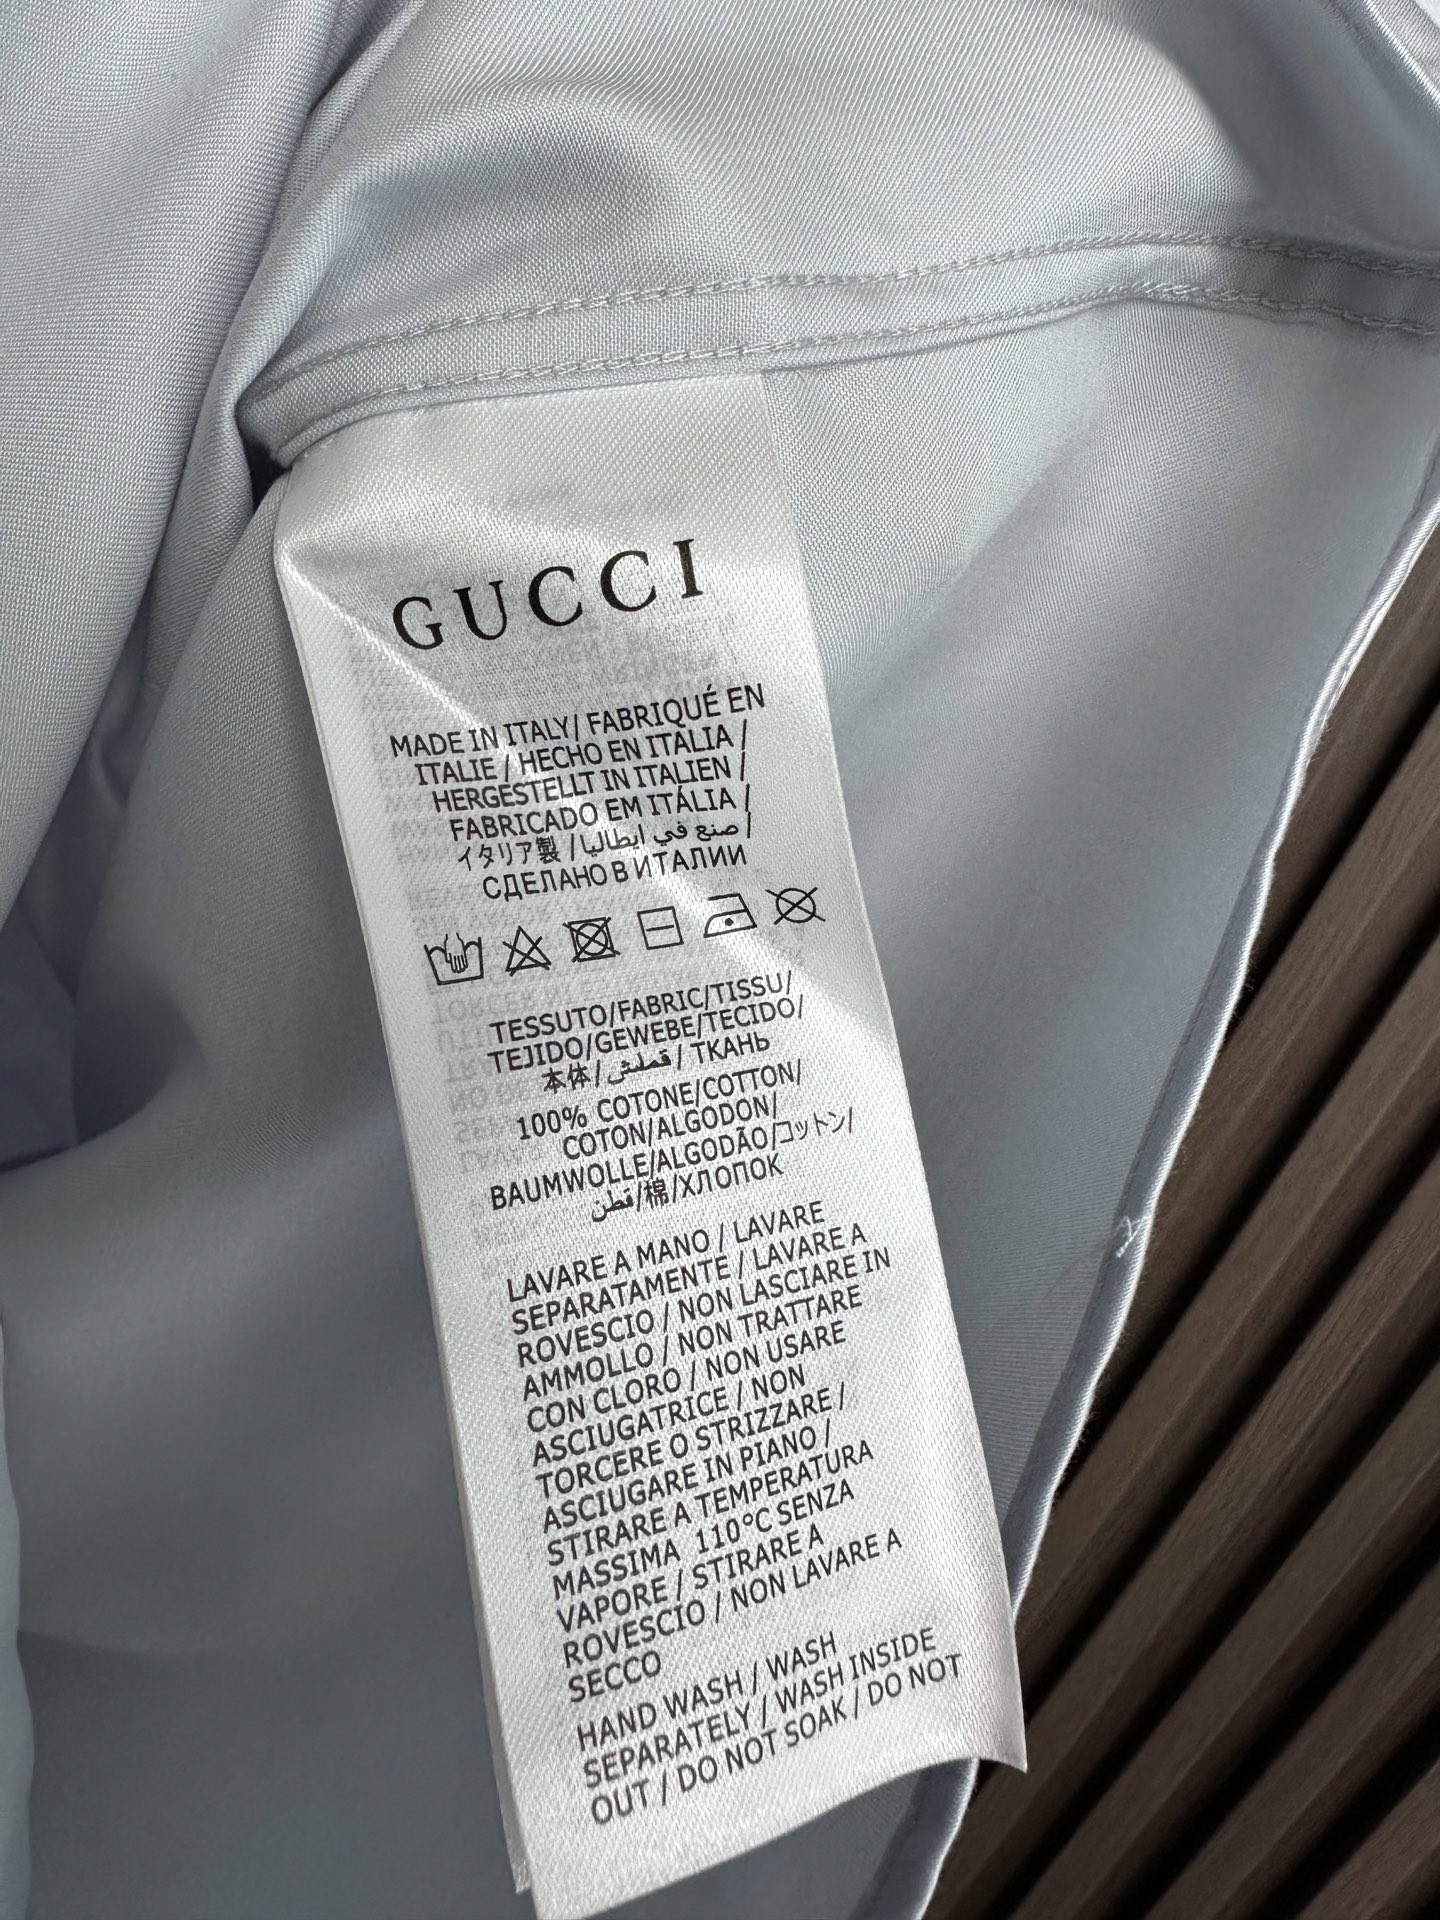 GUCCI
MADE IN ITALY/ FABRIQUÉ EN
ITALIE / HECHO EN ITALIA /
HERGESTELLT IN ITALIEN /
FABRICADO EM ITÁLIA /
イタリア製 / صنع في ايطاليا /
СДЕЛАНО В ИТАЛИИ
TESSUTO/FABRIC/TISSU/
TEJIDO/GEWEBE/TECIDO/
本体/ قملش / ТКАНЬ
100% COTONE/COTTON/
COTON/ALGODON/
BAUMWOLLE/ALGODÃO/コットン/
قطن/棉/ХЛОПОК
LAVARE A MANO / LAVARE
SEPARATAMENTE / LAVARE A
ROVESCIO / NON LASCIARE IN
AMMOLLO / NON TRATTARE
CON CLORO / NON USARE
ASCIUGATRICE / NON
TORCERE O STRIZZARE /
ASCIUGARE IN PIANO /
STIRARE A TEMPERATURA
MASSIMA 110°C SENZA
VAPORE / STIRARE A
ROVESCIO / NON LAVARE A
SECCO
HAND WASH / WASH
SEPARATELY / WASH INSIDE
OUT / DO NOT SOAK / DO NOT